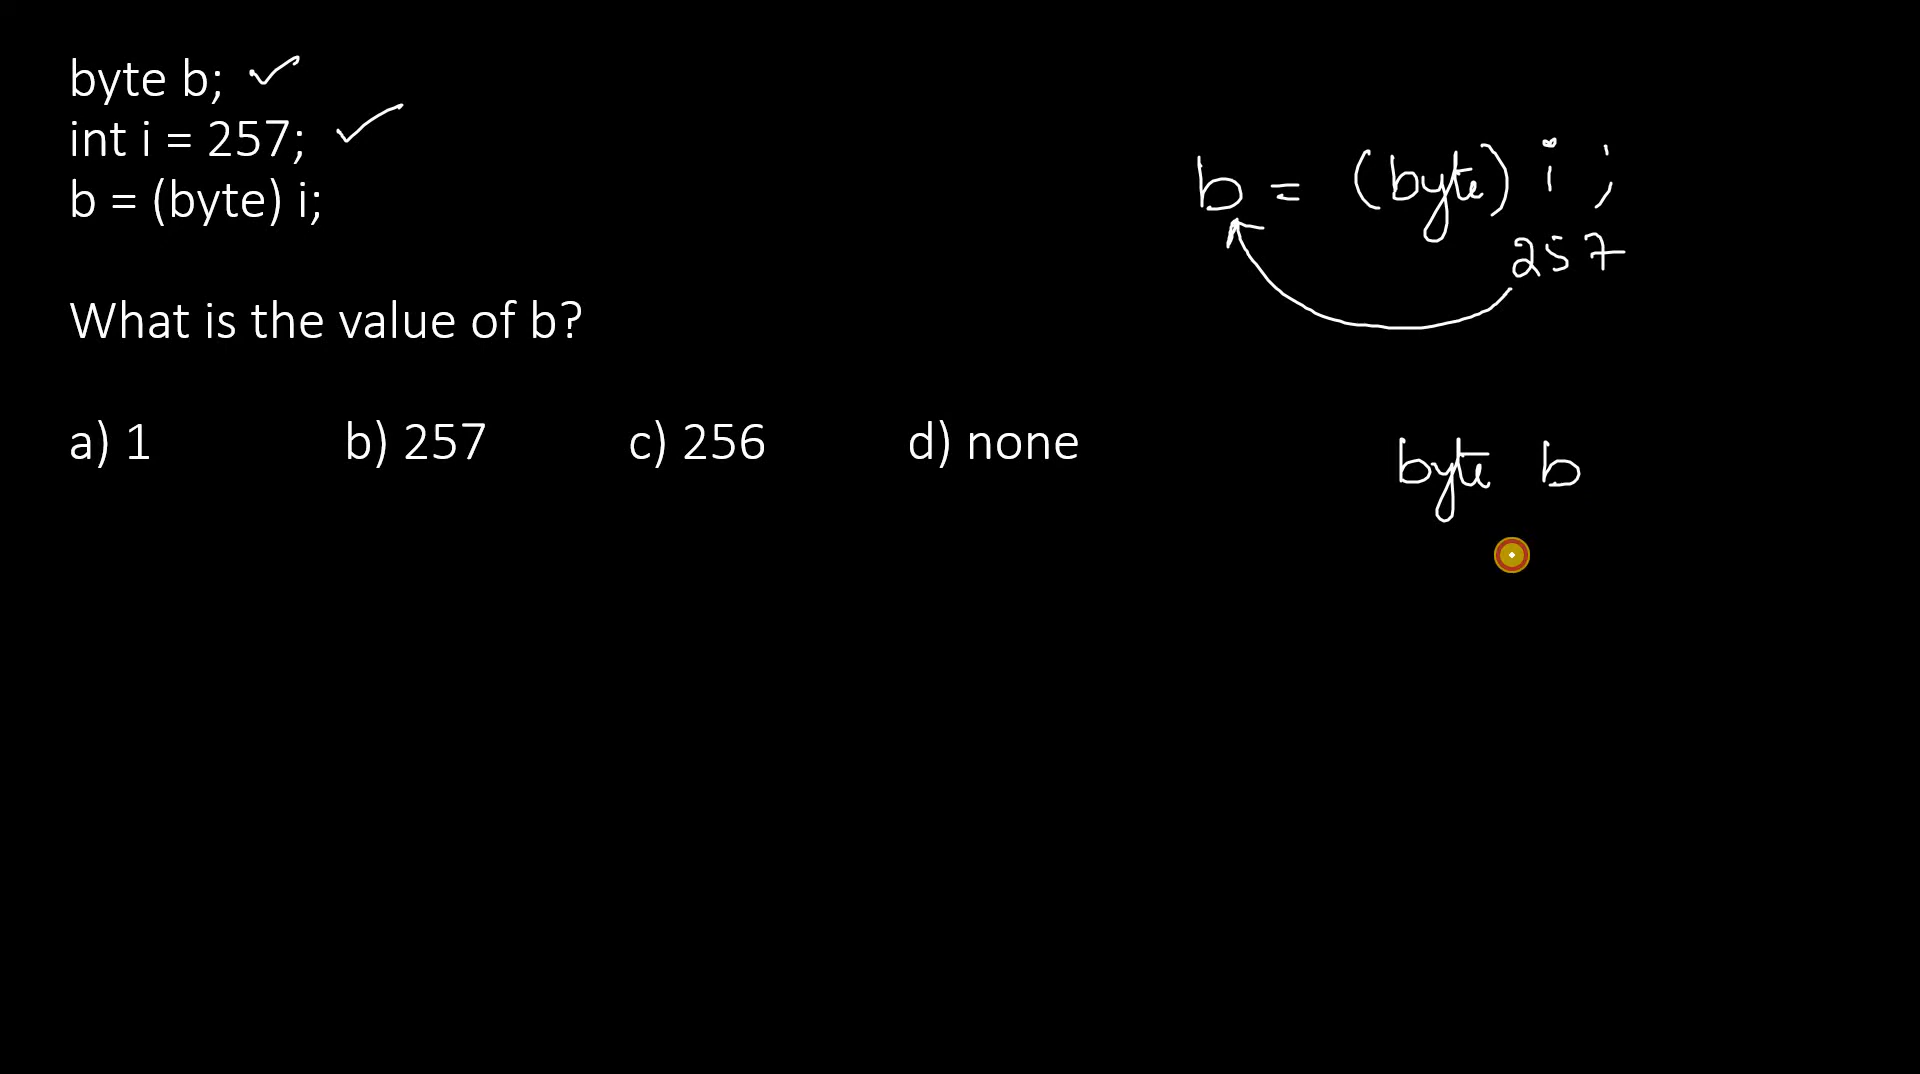 byte b;
int i = 257;
b = (byte) i;
What is the value of b?
a) 1 b) 257 c) 256 d) none
b = (byte) i ;
257
byte b